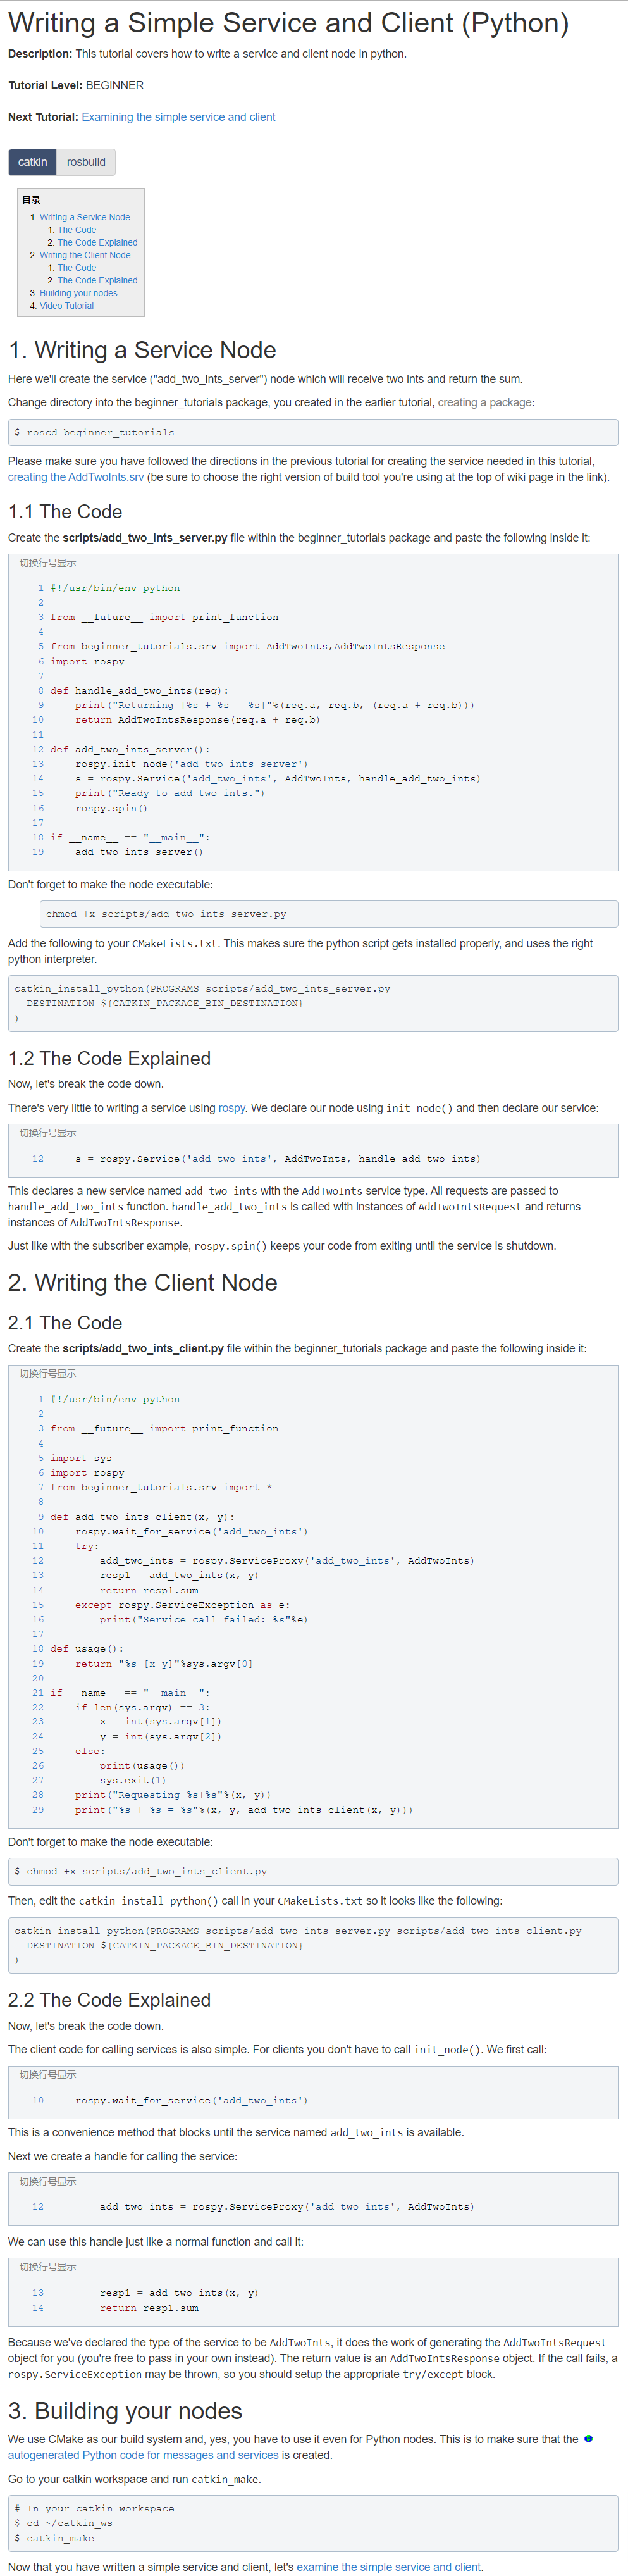 Writing a Simple Service and Client (Python)
Description: This tutorial covers how to write a service and client node in python.
Tutorial Level: BEGINNER
Next Tutorial: Examining the simple service and client
catkin rosbuild
目录
1. Writing a Service Node
1. The Code
2. The Code Explained
2. Writing the Client Node
1. The Code
2. The Code Explained
3. Building your nodes
4. Video Tutorial
1. Writing a Service Node
Here we'll create the service ("add_two_ints_server") node which will receive two ints and return the sum.
Change directory into the beginner_tutorials package, you created in the earlier tutorial, creating a package:
$ roscd beginner_tutorials
Please make sure you have followed the directions in the previous tutorial for creating the service needed in this tutorial,
creating the AddTwoInts.srv (be sure to choose the right version of build tool you're using at the top of wiki page in the link).
1.1 The Code
Create the scripts/add_two_ints_server.py file within the beginner_tutorials package and paste the following inside it:
切换行号显示
1 #!/usr/bin/env python
2
3 from __future__ import print_function
4
5 from beginner_tutorials.srv import AddTwoInts,AddTwoIntsResponse
6 import rospy
7
8 def handle_add_two_ints(req):
9     print("Returning [%s + %s = %s]"%(req.a, req.b, (req.a + req.b)))
10     return AddTwoIntsResponse(req.a + req.b)
11
12 def add_two_ints_server():
13     rospy.init_node('add_two_ints_server')
14     s = rospy.Service('add_two_ints', AddTwoInts, handle_add_two_ints)
15     print("Ready to add two ints.")
16     rospy.spin()
17
18 if __name__ == "__main__":
19     add_two_ints_server()
Don't forget to make the node executable:
chmod +x scripts/add_two_ints_server.py
Add the following to your CMakeLists.txt. This makes sure the python script gets installed properly, and uses the right
python interpreter.
catkin_install_python(PROGRAMS scripts/add_two_ints_server.py
  DESTINATION ${CATKIN_PACKAGE_BIN_DESTINATION}
)
1.2 The Code Explained
Now, let's break the code down.
There's very little to writing a service using rospy. We declare our node using init_node() and then declare our service:
切换行号显示
12     s = rospy.Service('add_two_ints', AddTwoInts, handle_add_two_ints)
This declares a new service named add_two_ints with the AddTwoInts service type. All requests are passed to
handle_add_two_ints function. handle_add_two_ints is called with instances of AddTwoIntsRequest and returns
instances of AddTwoIntsResponse.
Just like with the subscriber example, rospy.spin() keeps your code from exiting until the service is shutdown.
2. Writing the Client Node
2.1 The Code
Create the scripts/add_two_ints_client.py file within the beginner_tutorials package and paste the following inside it:
切换行号显示
1 #!/usr/bin/env python
2
3 from __future__ import print_function
4
5 import sys
6 import rospy
7 from beginner_tutorials.srv import *
8
9 def add_two_ints_client(x, y):
10     rospy.wait_for_service('add_two_ints')
11     try:
12         add_two_ints = rospy.ServiceProxy('add_two_ints', AddTwoInts)
13         resp1 = add_two_ints(x, y)
14         return resp1.sum
15     except rospy.ServiceException as e:
16         print("Service call failed: %s"%e)
17
18 def usage():
19     return "%s [x y]"%sys.argv[0]
20
21 if __name__ == "__main__":
22     if len(sys.argv) == 3:
23         x = int(sys.argv[1])
24         y = int(sys.argv[2])
25     else:
26         print(usage())
27         sys.exit(1)
28     print("Requesting %s+%s"%(x, y))
29     print("%s + %s = %s"%(x, y, add_two_ints_client(x, y)))
Don't forget to make the node executable:
$ chmod +x scripts/add_two_ints_client.py
Then, edit the catkin_install_python() call in your CMakeLists.txt so it looks like the following:
catkin_install_python(PROGRAMS scripts/add_two_ints_server.py scripts/add_two_ints_client.py
  DESTINATION ${CATKIN_PACKAGE_BIN_DESTINATION}
)
2.2 The Code Explained
Now, let's break the code down.
The client code for calling services is also simple. For clients you don't have to call init_node(). We first call:
切换行号显示
10     rospy.wait_for_service('add_two_ints')
This is a convenience method that blocks until the service named add_two_ints is available.
Next we create a handle for calling the service:
切换行号显示
12         add_two_ints = rospy.ServiceProxy('add_two_ints', AddTwoInts)
We can use this handle just like a normal function and call it:
切换行号显示
13         resp1 = add_two_ints(x, y)
14         return resp1.sum
Because we've declared the type of the service to be AddTwoInts, it does the work of generating the AddTwoIntsRequest
object for you (you're free to pass in your own instead). The return value is an AddTwoIntsResponse object. If the call fails, a
rospy.ServiceException may be thrown, so you should setup the appropriate try/except block.
3. Building your nodes
We use CMake as our build system and, yes, you have to use it even for Python nodes. This is to make sure that the
autogenerated Python code for messages and services is created.
Go to your catkin workspace and run catkin_make.
# In your catkin workspace
$ cd ~/catkin_ws
$ catkin_make
Now that you have written a simple service and client, let's examine the simple service and client.